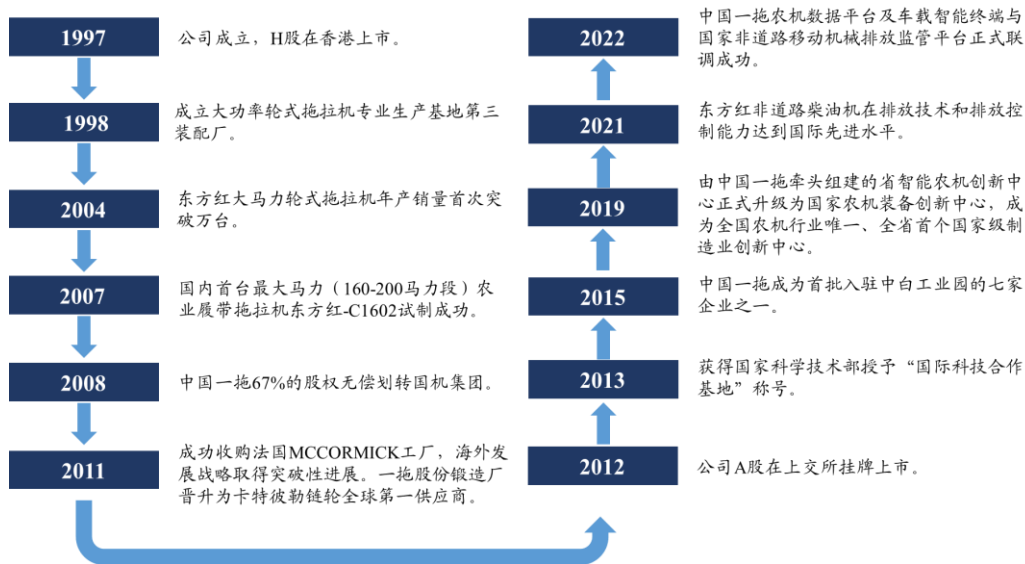 1997
公司成立，H股在香港上市。
1998
成立大功率轮式拖拉机专业生产基地第三
装配厂。
2004
东方红大马力轮式拖拉机年产销量首次突
破万台。
2007
国内首台最大马力（160-200马力段）农
业履带拖拉机东方红-C1602试制成功。
2008
中国一拖67%的股权无偿划转国机集团。
2011
成功收购法国MCCORMICK工厂，海外发
展战略取得突破性进展。一拖股份锻造厂
晋升为卡特彼勒链轮全球第一供应商。
2012
公司A股在上交所挂牌上市。
2013
获得国家科学技术部授予“国际科技合作
基地”称号。
2015
中国一拖成为首批入驻中白工业园的七家
企业之一。
2019
由中国一拖牵头组建的省智能农机创新中
心正式升级为国家农机装备创新中心，成
为全国农机行业唯一、全省首个国家级制
造业创新中心。
2021
东方红非道路柴油机在排放技术和排放控
制能力达到国际先进水平。
2022
中国一拖农机数据平台及车载智能终端与
国家非道路移动机械排放监管平台正式联
调成功。